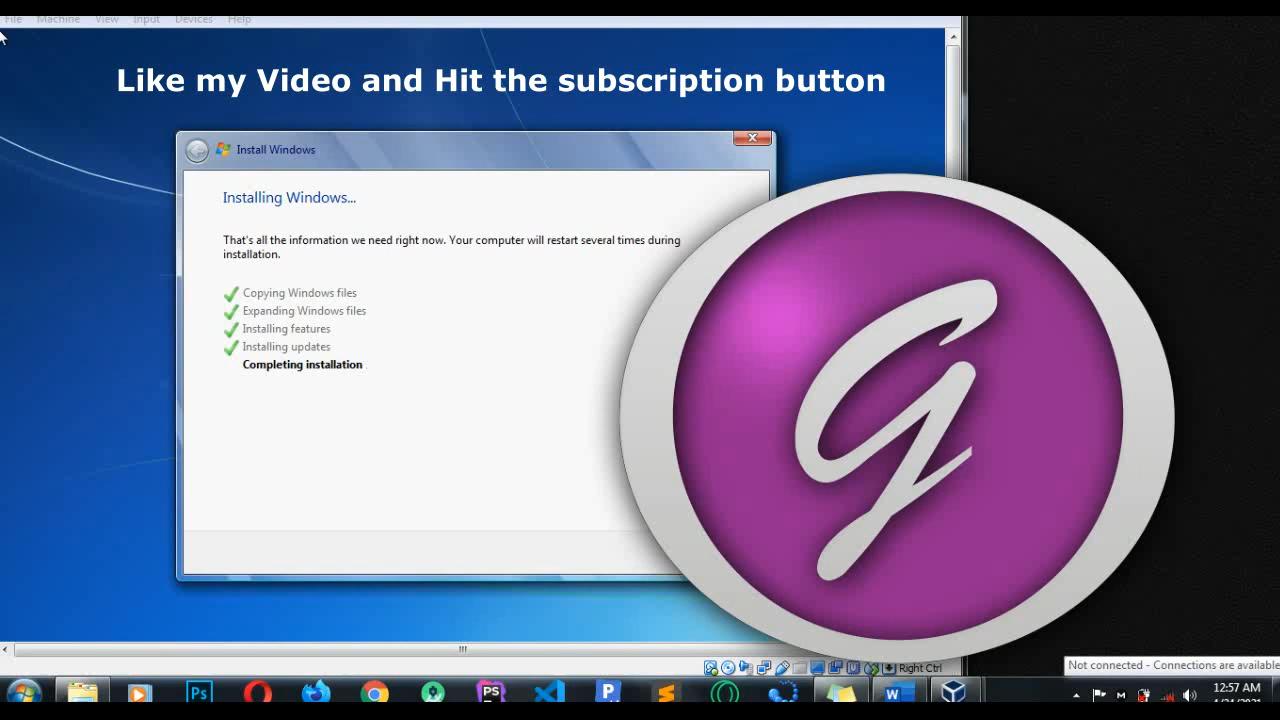 File Machine View Input Devices Help
Like my Video and Hit the subscription button
Install Windows
Installing Windows...
That's all the information we need right now. Your computer will restart several times during
installation.
Copying Windows files
Expanding Windows files
Installing features
Installing updates
Completing installation
g
Right Ctrl
Not connected - Connections are available
Ps
PS
P
W
M
12:57 AM